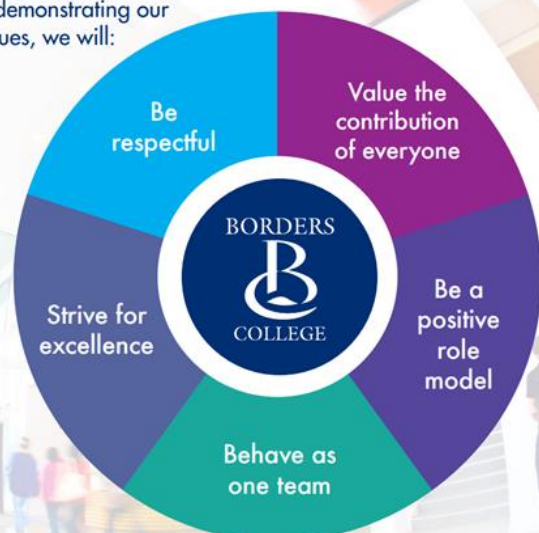 demonstrating our
ues, we will:
Be
respectful
Value the
contribution
of everyone
Strive for
excellence
BORDERS
BC
COLLEGE
Be a
positive
role
model
Behave as
one team